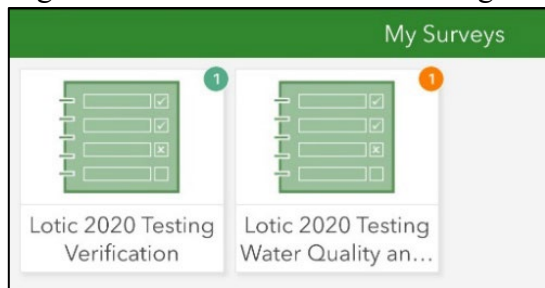 My Surveys
1
1
Lotic 2020 Testing
Verification
Lotic 2020 Testing
Water Quality an...